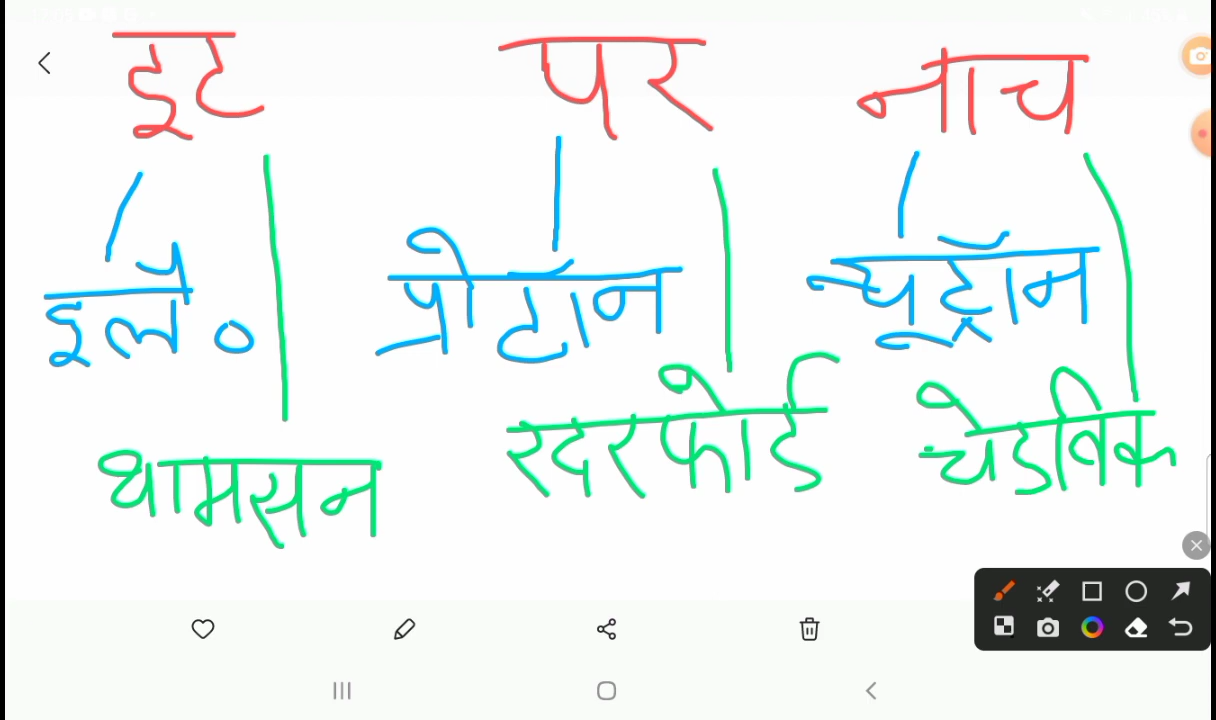 इट पर नाच
इले० प्रोटॉन न्यूट्रॉन
थामसन रदरफोर्ड चेडविक